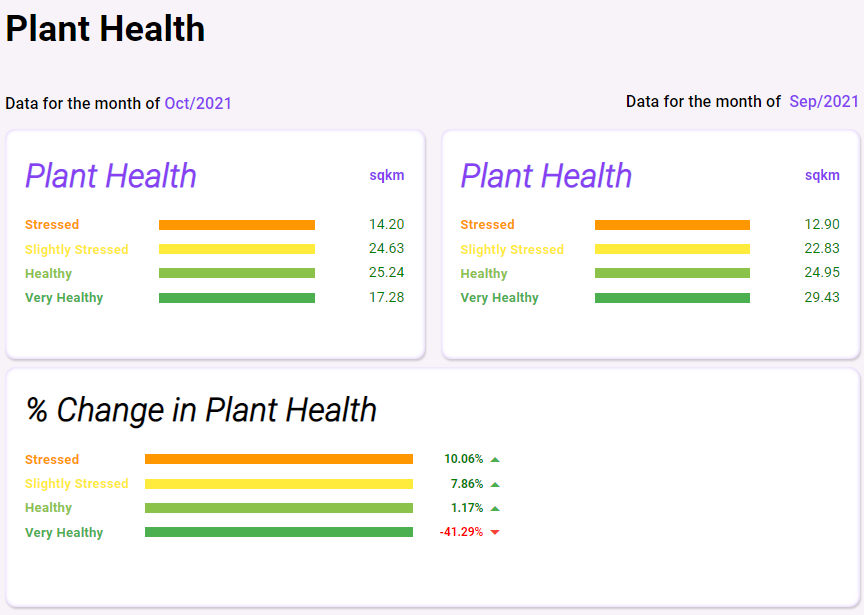 Plant Health
Data for the month of Oct/2021
Data for the month of Sep/2021
Plant Health sqkm
Stressed 14.20
Slightly Stressed 24.63
Healthy 25.24
Very Healthy 17.28
Plant Health sqkm
Stressed 12.90
Slightly Stressed 22.83
Healthy 24.95
Very Healthy 29.43
% Change in Plant Health
Stressed 10.06%
Slightly Stressed 7.86%
Healthy 1.17%
Very Healthy -41.29%